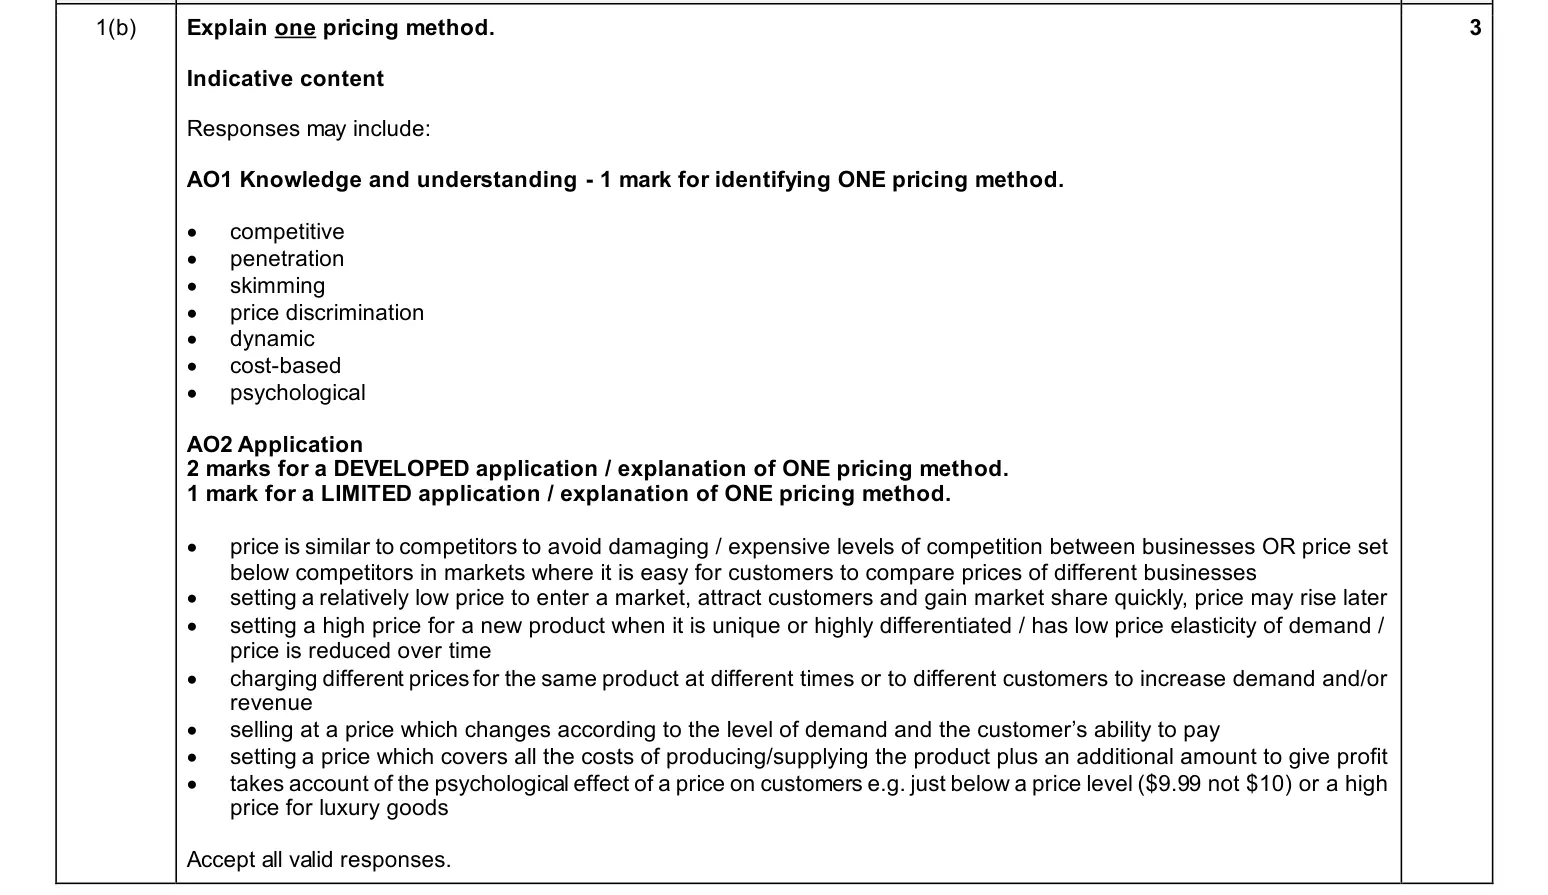 1(b)
Explain one pricing method.
3
Indicative content
Responses may include:
AO1 Knowledge and understanding - 1 mark for identifying ONE pricing method.
• competitive
• penetration
• skimming
• price discrimination
• dynamic
• cost-based
• psychological
AO2 Application
2 marks for a DEVELOPED application / explanation of ONE pricing method.
1 mark for a LIMITED application / explanation of ONE pricing method.
• price is similar to competitors to avoid damaging / expensive levels of competition between businesses OR price set
below competitors in markets where it is easy for customers to compare prices of different businesses
• setting a relatively low price to enter a market, attract customers and gain market share quickly, price may rise later
• setting a high price for a new product when it is unique or highly differentiated / has low price elasticity of demand /
price is reduced over time
• charging different prices for the same product at different times or to different customers to increase demand and/or
revenue
• selling at a price which changes according to the level of demand and the customer’s ability to pay
• setting a price which covers all the costs of producing/supplying the product plus an additional amount to give profit
• takes account of the psychological effect of a price on customers e.g. just below a price level ($9.99 not $10) or a high
price for luxury goods
Accept all valid responses.